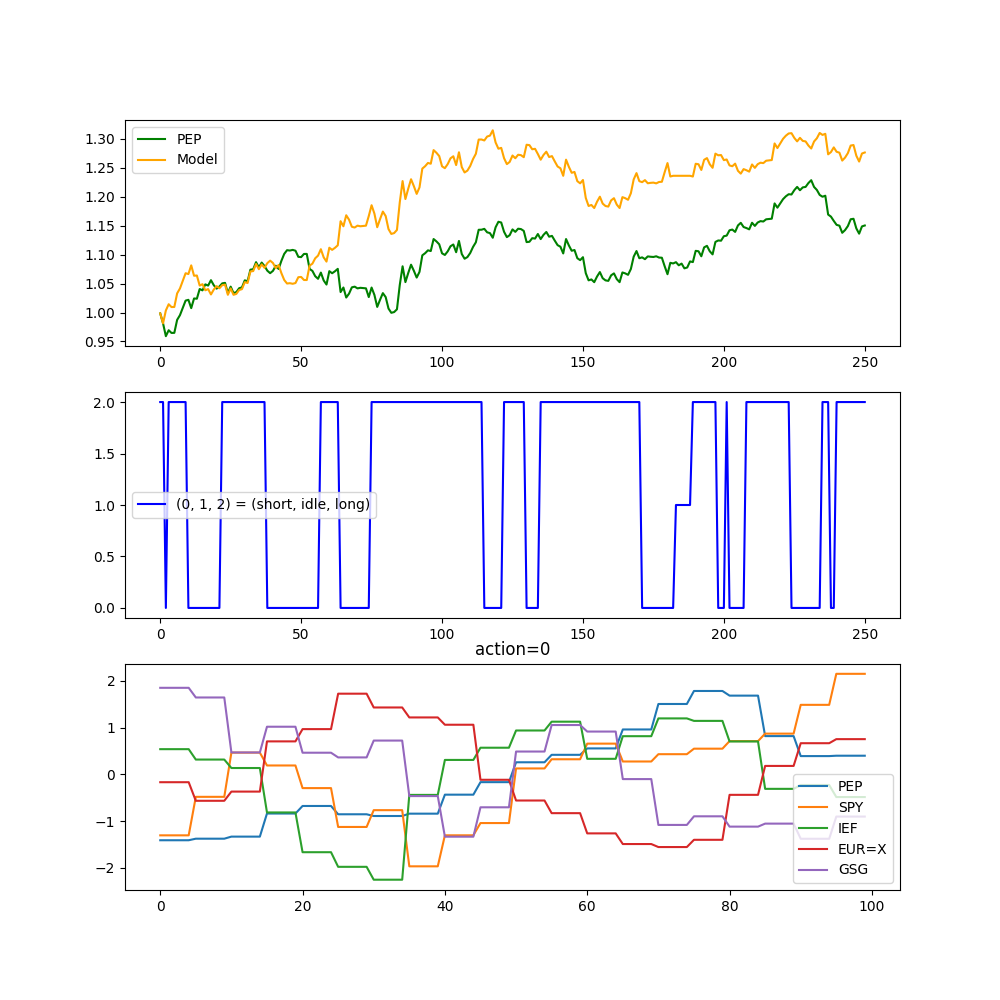 PEP
Model
1.30
1.25
1.20
1.15
1.10
1.05
1.00
0.95
0 50 100 150 200 250
(0, 1, 2) = (short, idle, long)
2.0
1.5
1.0
0.5
0.0
0 50 100 150 200 250
action=0
2
1
0
−1
−2
PEP
SPY
IEF
EUR=X
GSG
0 20 40 60 80 100